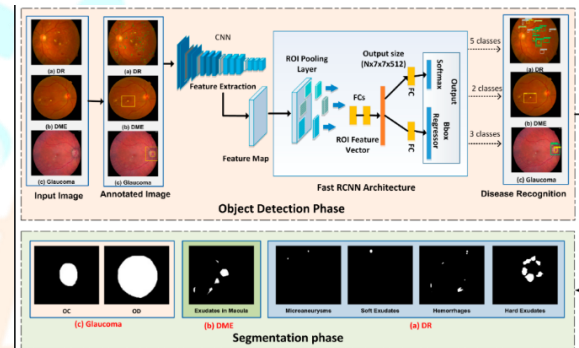 CNN
Output size
(Nx7x7x512)
5 classes
ROI Pooling
Layer
Softmax
FC
Output
(a) DR
(a) DR
(a) DR
Feature Extraction
FCs
2 classes
(b) DME
(b) DME
(b) DME
ROI Feature
Vector
FC
Bbox
Regressor
3 classes
Feature Map
Fast RCNN Architecture
(c) Glaucoma
(c) Glaucoma
(c) Glaucoma
Input Image
Annotated Image
Disease Recognition
Object Detection Phase
OC
OD
Exudates in Macula
Microaneurysms
Soft Exudates
Hemorrhages
Hard Exudates
(c) Glaucoma
(b) DME
(a) DR
Segmentation phase